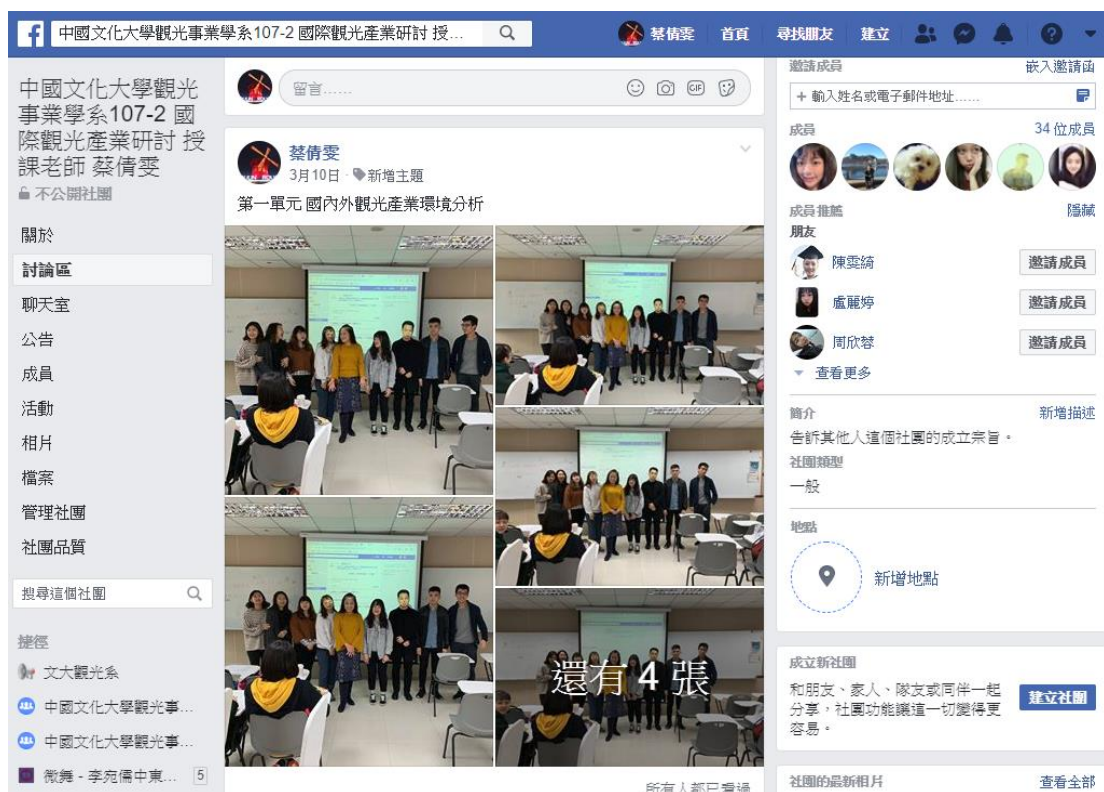 中國文化大學觀光事業學系107-2 國際觀光產業研討 授...
蔡倩雯
首頁
尋找朋友
建立
中國文化大學觀光
事業學系107-2 國
際觀光產業研討 授
課老師 蔡倩雯
不公開社團
關於
討論區
聊天室
公告
成員
活動
相片
檔案
管理社團
社團品質
搜尋這個社團
捷徑
文大觀光系
中國文化大學觀光事...
中國文化大學觀光事...
微舞 - 李宛儒中東...
5
留言......
GIF
蔡倩雯
3月10日 · 新增主題
第一單元 國內外觀光產業環境分析
還有 4 張
所有人都已看過
邀請成員
嵌入邀請函
+ 輸入姓名或電子郵件地址......
成員
34 位成員
成員推薦
隱藏
朋友
陳雯綺
邀請成員
盧麗婷
邀請成員
周欣蓉
邀請成員
查看更多
簡介
新增描述
告訴其他人這個社團的成立宗旨。
社團類型
一般
地點
新增地點
成立新社團
和朋友、家人、隊友或同伴一起
分享，社團功能讓這一切變得更
容易。
建立社團
社團的最新相片
查看全部